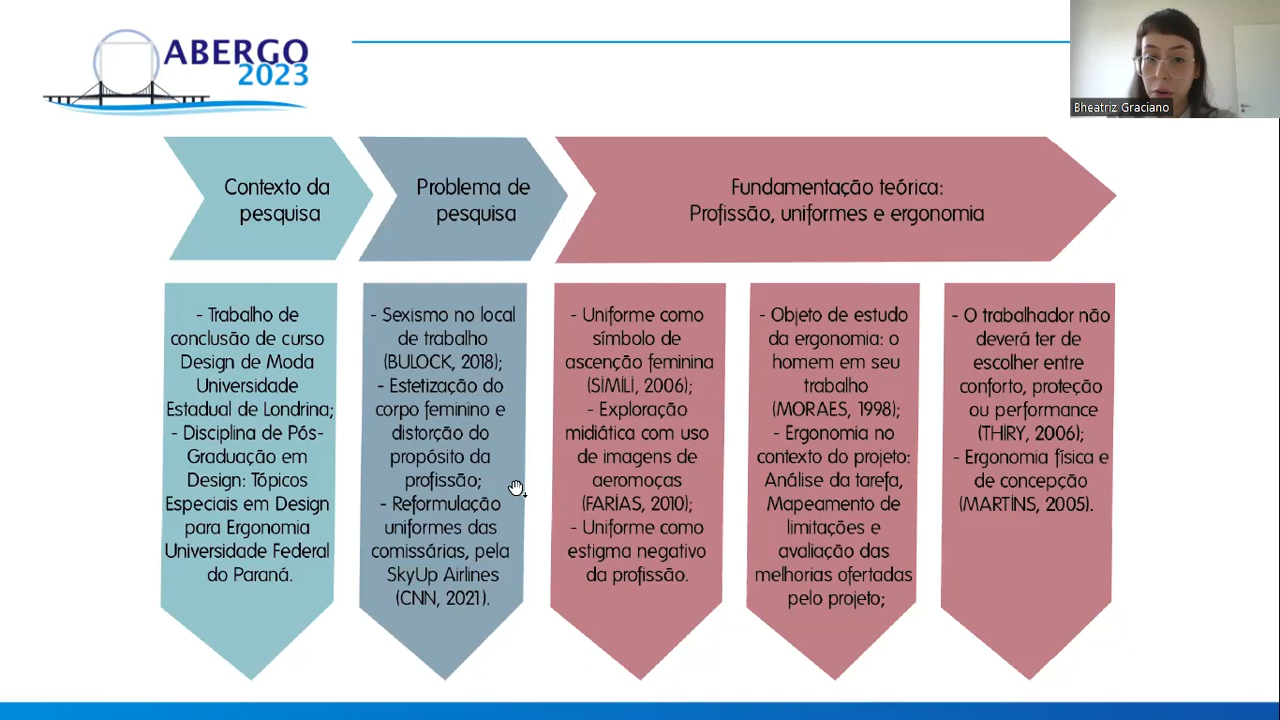 ABERGO
2023
Bheatriz Graciano
Contexto da
pesquisa
Problema de
pesquisa
Fundamentação teórica:
Profissão, uniformes e ergonomia
- Trabalho de
conclusão de curso
Design de Moda
Universidade
Estadual de Londrina;
- Disciplina de Pós-
Graduação em
Design: Tópicos
Especiais em Design
para Ergonomia
Universidade Federal
do Paraná.
- Sexismo no local
de trabalho
(BULOCK, 2018);
- Estetização do
corpo feminino e
distorção do
propósito da
profissão;
- Reformulação
uniformes das
comissárias, pela
SkyUp Airlines
(CNN, 2021).
- Uniforme como
símbolo de
ascenção feminina
(SIMILI, 2006);
- Exploração
midiática com uso
de imagens de
aeromoças
(FARIAS, 2010);
- Uniforme como
estigma negativo
da profissão.
- Objeto de estudo
da ergonomia: o
homem em seu
trabalho
(MORAES, 1998);
- Ergonomia no
contexto do projeto:
Análise da tarefa,
Mapeamento de
limitações e
avaliação das
melhorias ofertadas
pelo projeto;
- O trabalhador não
deverá ter de
escolher entre
conforto, proteção
ou performance
(THIRY, 2006);
- Ergonomia física e
de concepção
(MARTINS, 2005).